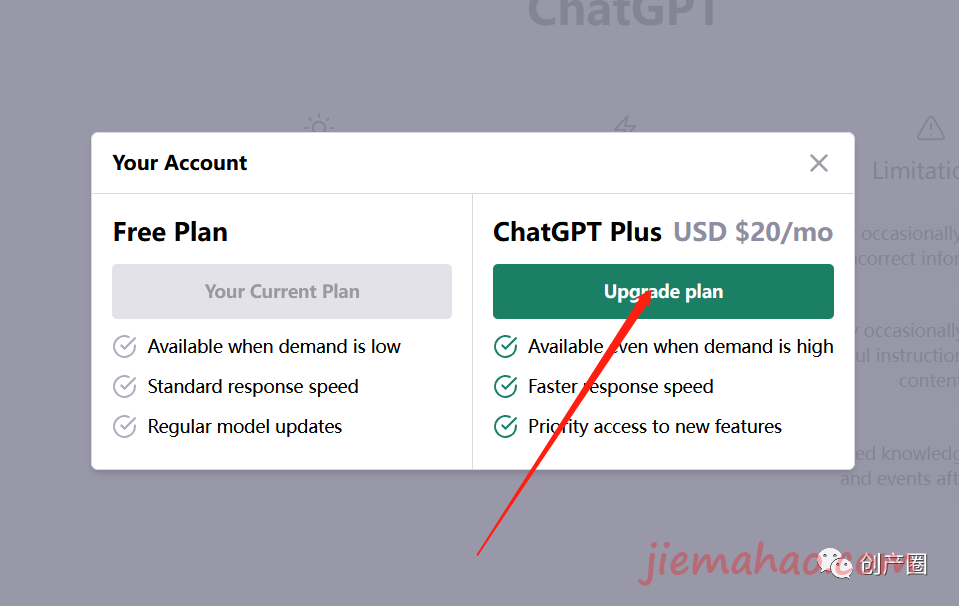 ChatGPT
Your Account
Limitatio
Free Plan
ChatGPT Plus USD $20/mo
Your Current Plan
Upgrade plan
occasionally
ncorrect infor
Available when demand is low
Available even when demand is high
Standard response speed
Faster response speed
Regular model updates
Priority access to new features
occasionally
ul instruction
content
ed knowledg
and events aft
jiemahao.com
创产圈